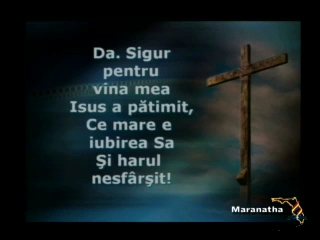 Da. Sigur
pentru
vina mea
Isus a pătimit,
Ce mare e
iubirea Sa
Şi harul
nesfârşit!
Maranatha